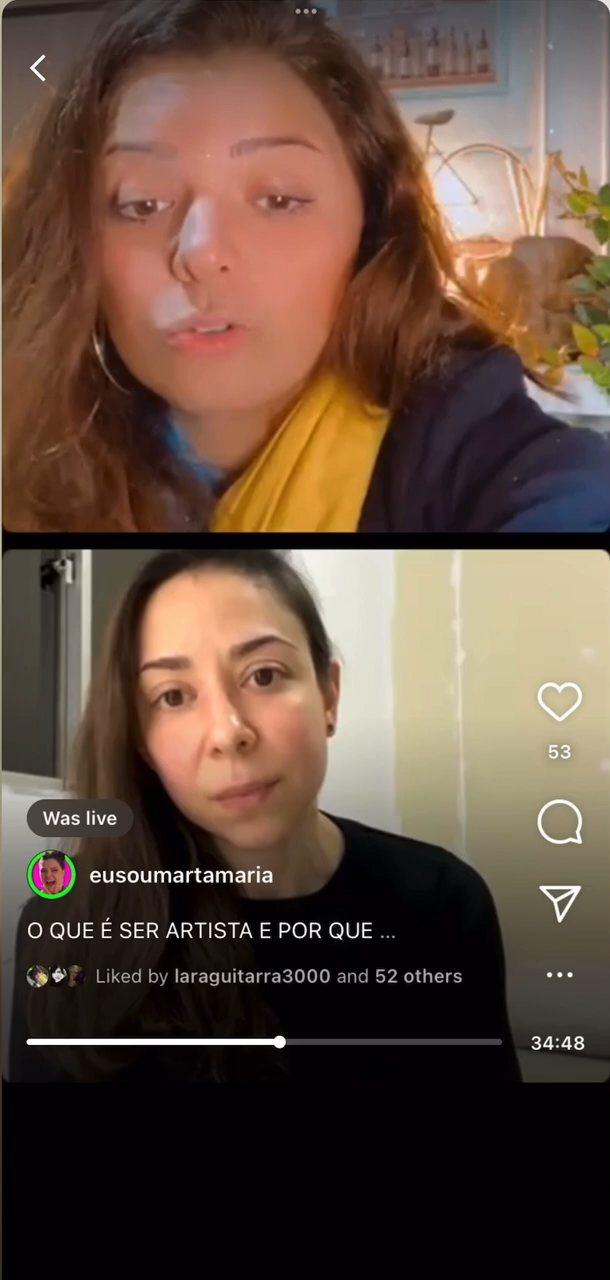 Was live
eusoumartamaria
O QUE É SER ARTISTA E POR QUE ...
Liked by laraguitarra3000 and 52 others
53
34:48